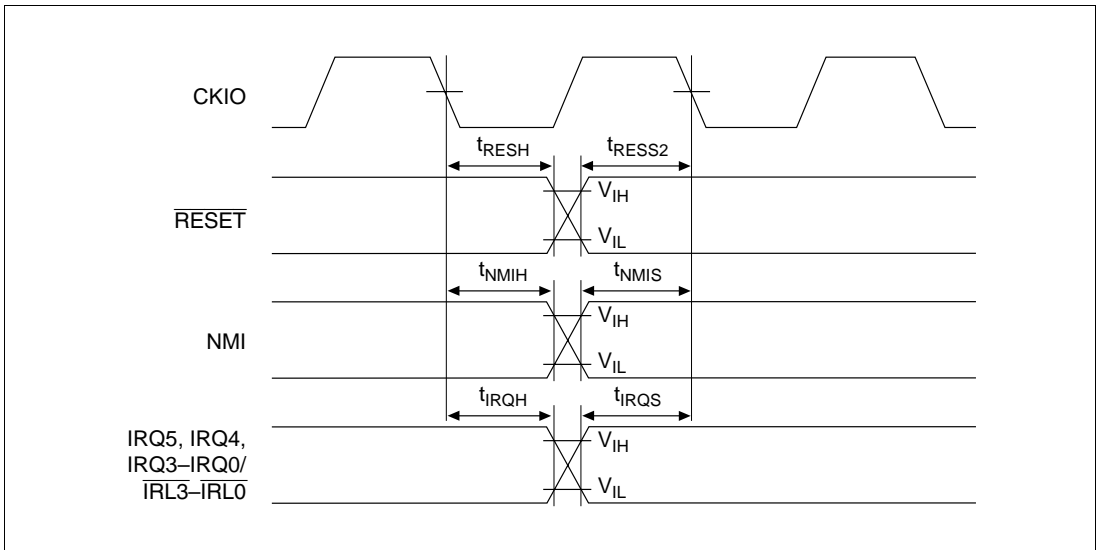 CKIO
tRESH tRESS2
RESET
VIH
VIL
tNMIH tNMIS
NMI
VIH
VIL
tIRQH tIRQS
IRQ5, IRQ4,
IRQ3–IRQ0/
IRL3–IRL0
VIH
VIL